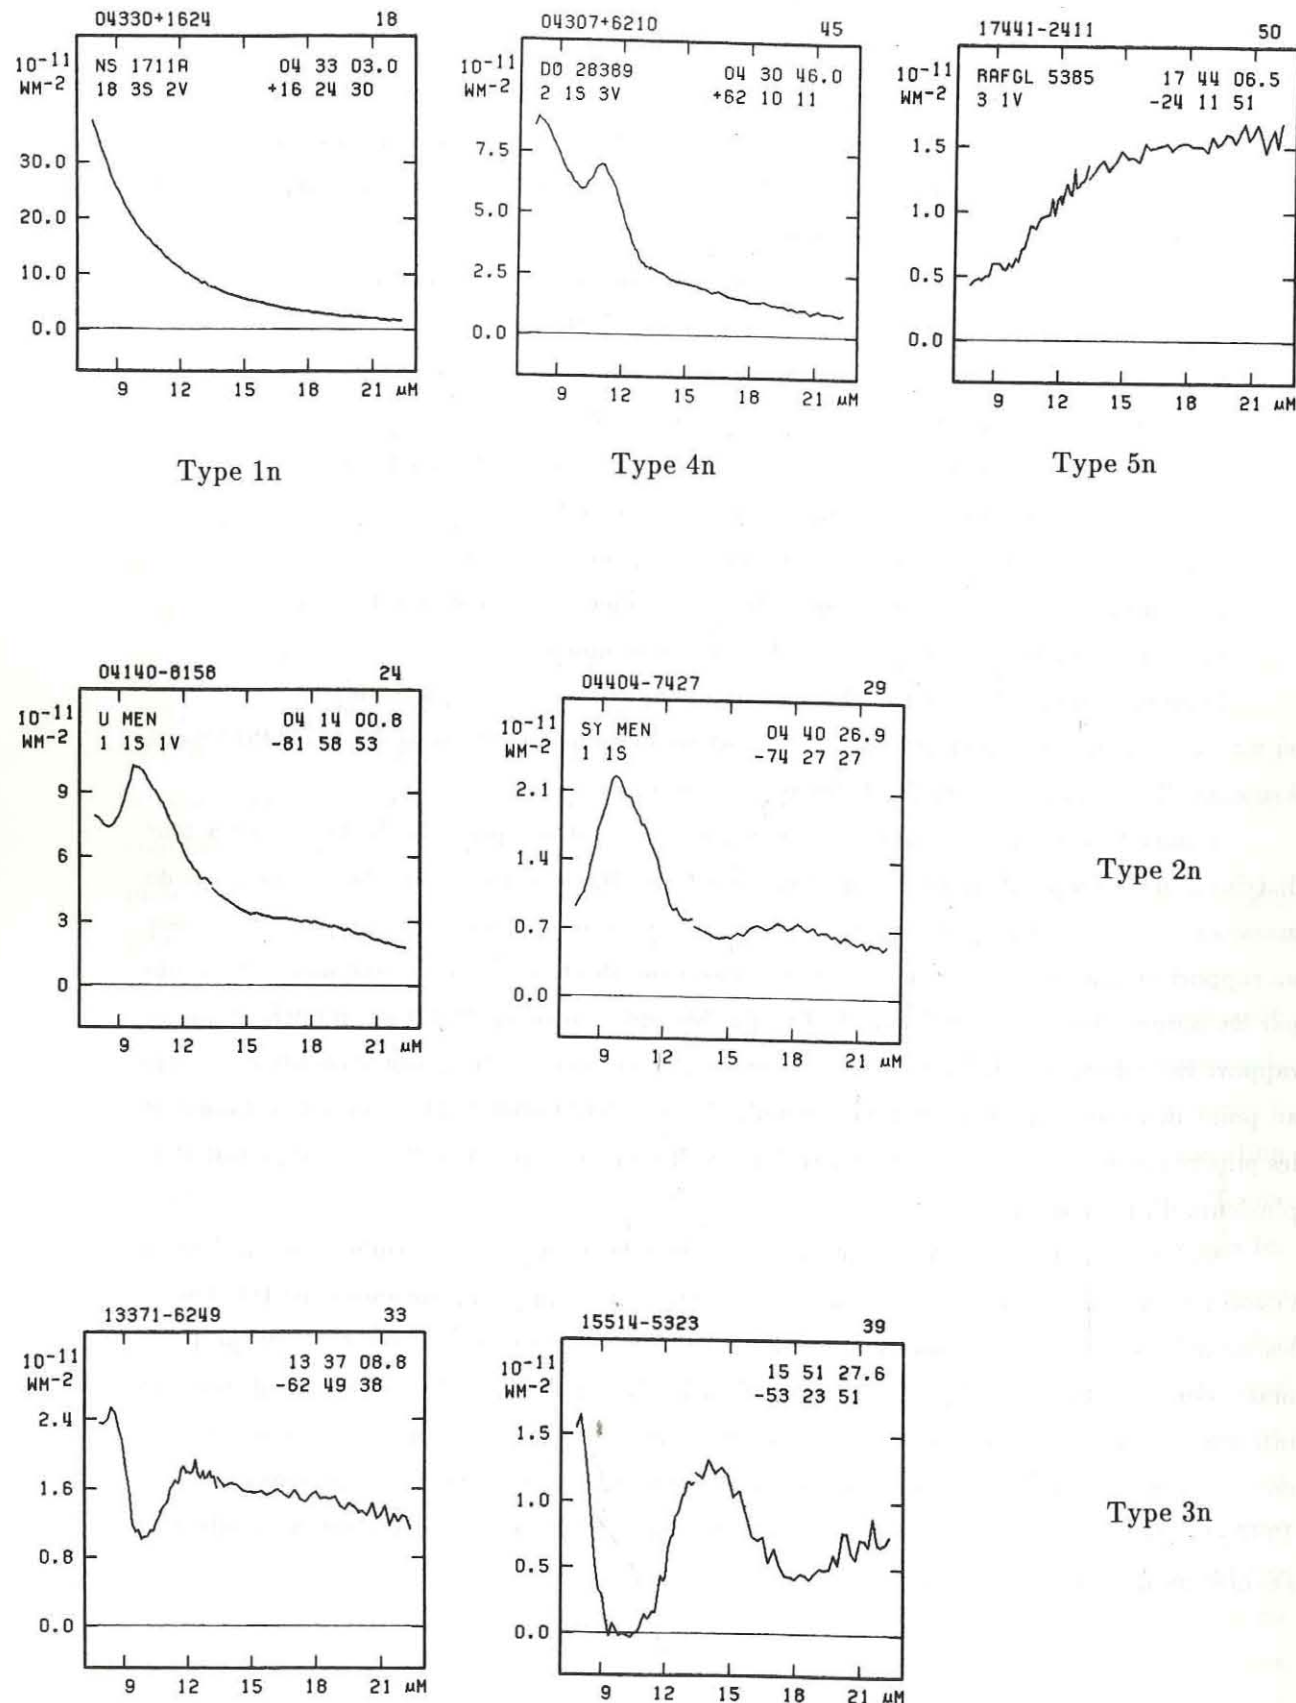 04330+1624 18
10-11
WM-2
NS 1711A 04 33 03.0
18 3S 2V +16 24 30
30.0
20.0
10.0
0.0
9 12 15 18 21 μM
Type 1n
04307+6210 45
10-11
WM-2
DO 28389 04 30 46.0
2 1S 3V +62 10 11
7.5
5.0
2.5
0.0
9 12 15 18 21 μM
Type 4n
17441-2411 50
10-11
WM-2
RAFGL 5385 17 44 06.5
3 1V -24 11 51
1.5
1.0
0.5
0.0
9 12 15 18 21 μM
Type 5n
04140-8158 24
10-11
WM-2
U MEN 04 14 00.8
1 1S 1V -81 58 53
9
6
3
0
9 12 15 18 21 μM
04404-7427 29
10-11
WM-2
SY MEN 04 40 26.9
1 1S -74 27 27
2.1
1.4
0.7
0.0
9 12 15 18 21 μM
Type 2n
13371-6249 33
10-11
WM-2
13 37 08.8
-62 49 38
2.4
1.6
0.8
0.0
9 12 15 18 21 μM
15514-5323 39
10-11
WM-2
15 51 27.6
-53 23 51
1.5
1.0
0.5
0.0
9 12 15 18 21 μM
Type 3n